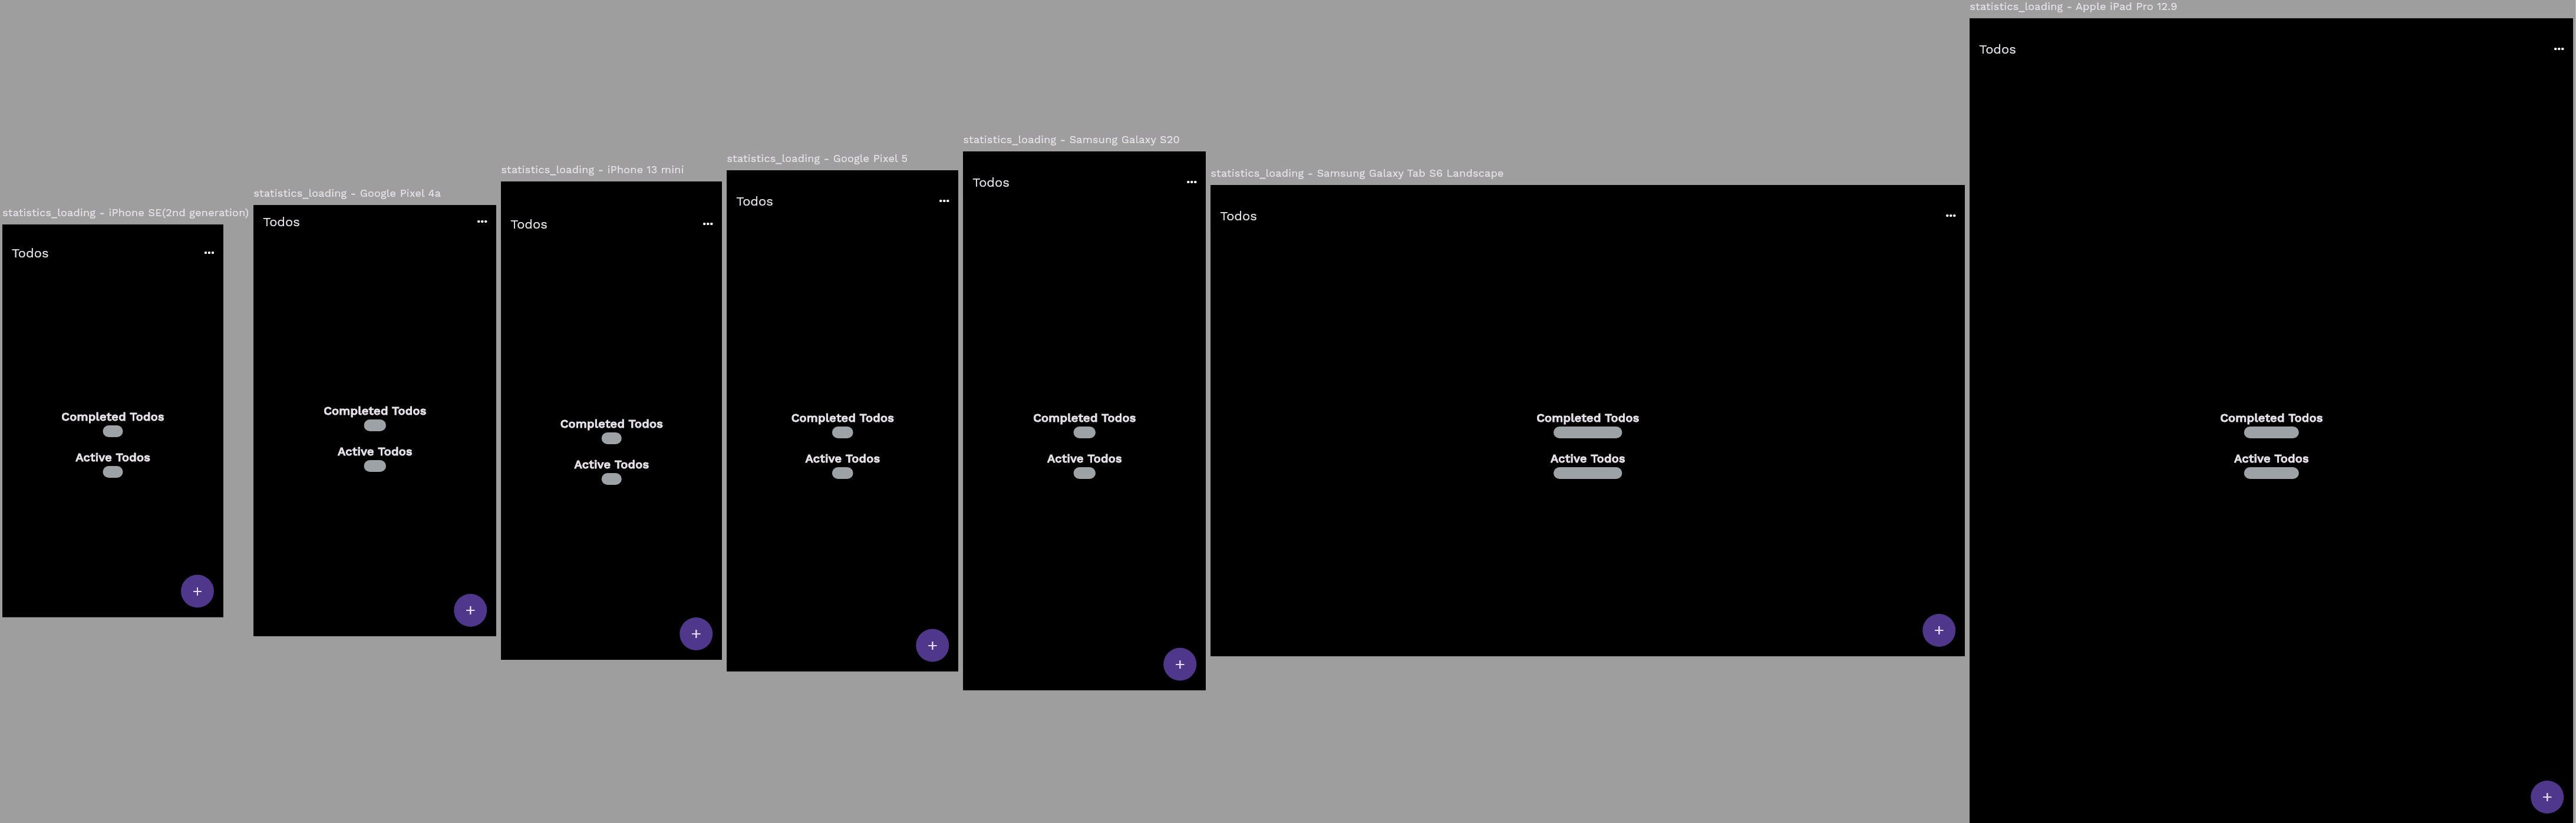 statistics_loading - iPhone SE(2nd generation)
Todos
Completed Todos
Active Todos
statistics_loading - Google Pixel 4a
Todos
Completed Todos
Active Todos
statistics_loading - iPhone 13 mini
Todos
Completed Todos
Active Todos
statistics_loading - Google Pixel 5
Todos
Completed Todos
Active Todos
statistics_loading - Samsung Galaxy S20
Todos
Completed Todos
Active Todos
statistics_loading - Samsung Galaxy Tab S6 Landscape
Todos
Completed Todos
Active Todos
statistics_loading - Apple iPad Pro 12.9
Todos
Completed Todos
Active Todos